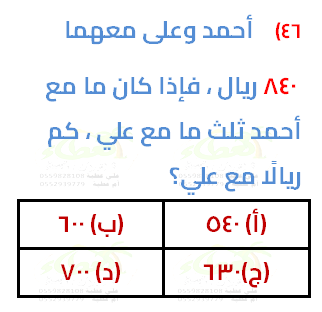 ٤٦) أحمد وعلى معهما
٨٤٠ ريال ، فإذا كان ما مع
أحمد ثلث ما مع علي ، كم
ريالًا مع علي؟
(أ) ٥٤٠ (ب) ٦٠٠
(ج) ٦٣٠ (د) ٧٠٠